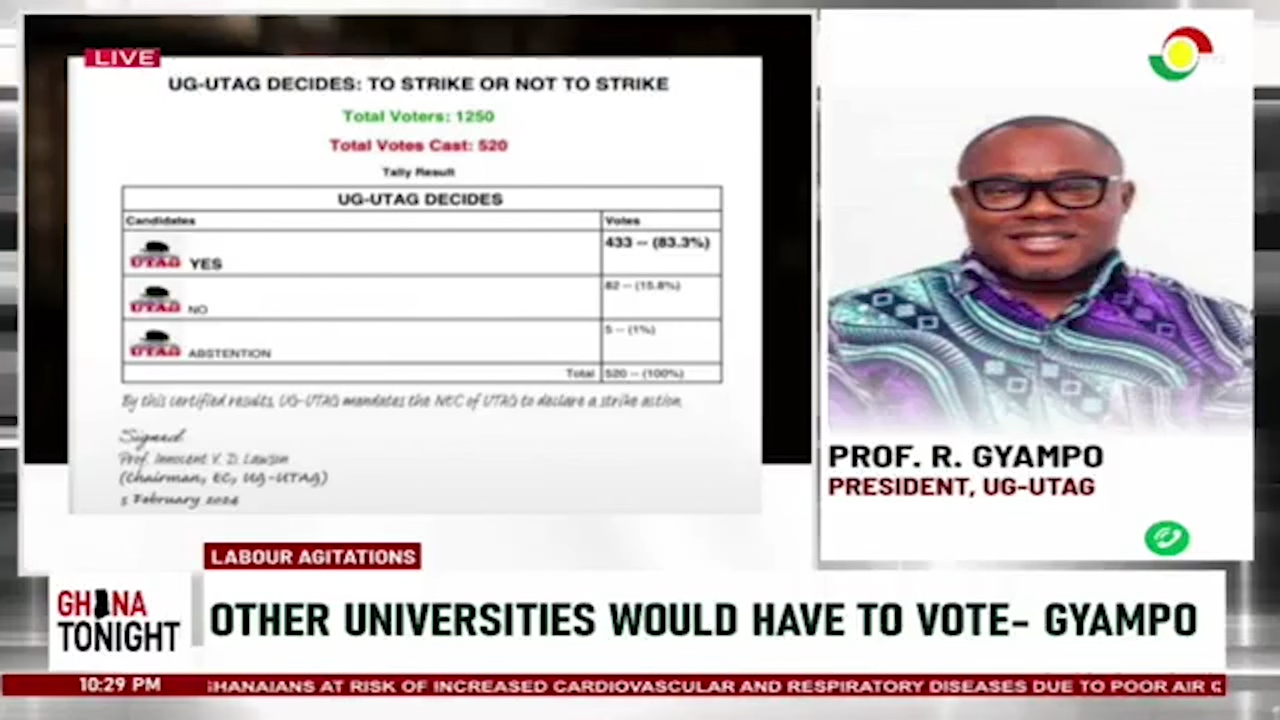 LIVE
UG-UTAG DECIDES: TO STRIKE OR NOT TO STRIKE
Total Voters: 1250
Total Votes Cast: 520
Tally Result
UG-UTAG DECIDES
Candidates Votes
433 -- (83.3%)
UTAG YES
82 -- (15.8%)
UTAG NO
5 -- (1%)
UTAG ABSTENTION
Total 520 -- (100%)
By this certified results, UG-UTAG mandates the NEC of UTAG to declare a strike action
Signed
Prof. Innocent V. D. Lawson
(Chairman, EC, UG-UTAG)
5 February 2024
PROF. R. GYAMPO
PRESIDENT, UG-UTAG
LABOUR AGITATIONS
GHANA
TONIGHT
OTHER UNIVERSITIES WOULD HAVE TO VOTE- GYAMPO
10:29 PM GHANAIANS AT RISK OF INCREASED CARDIOVASCULAR AND RESPIRATORY DISEASES DUE TO POOR AIR